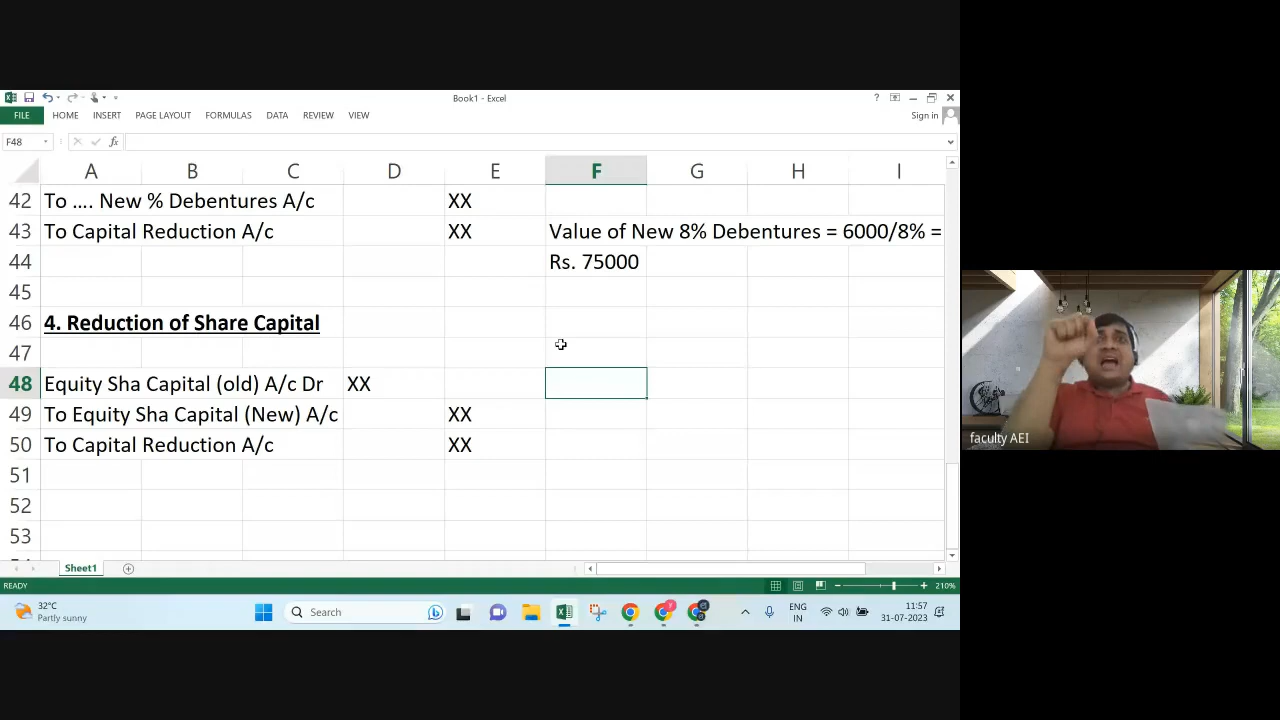 Book1 - Excel
?
FILE HOME INSERT PAGE LAYOUT FORMULAS DATA REVIEW VIEW
Sign in
F48
fx
A B C D E F G H I
42 To .... New % Debentures A/c XX
43 To Capital Reduction A/c XX Value of New 8% Debentures = 6000/8% =
44 Rs. 75000
45
46 4. Reduction of Share Capital
47
48 Equity Sha Capital (old) A/c Dr XX
49 To Equity Sha Capital (New) A/c XX
50 To Capital Reduction A/c XX
51
52
53
faculty AEI
Sheet1
READY
210%
32°C
Partly sunny
Search
ENG
IN
11:57
31-07-2023